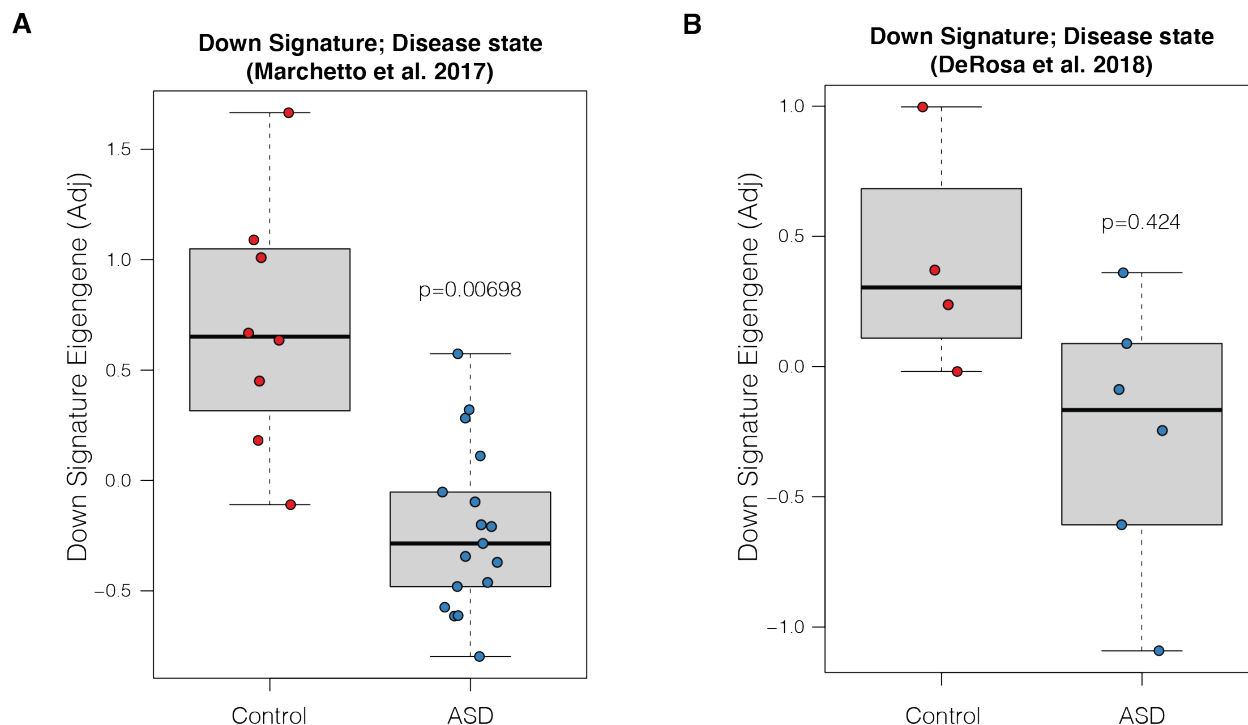 A
Down Signature; Disease state
(Marchetto et al. 2017)
Down Signature Eigengene (Adj)
1.5
1.0
0.5
0.0
−0.5
p=0.00698
Control
ASD
B
Down Signature; Disease state
(DeRosa et al. 2018)
Down Signature Eigengene (Adj)
1.0
0.5
0.0
−0.5
−1.0
p=0.424
Control
ASD